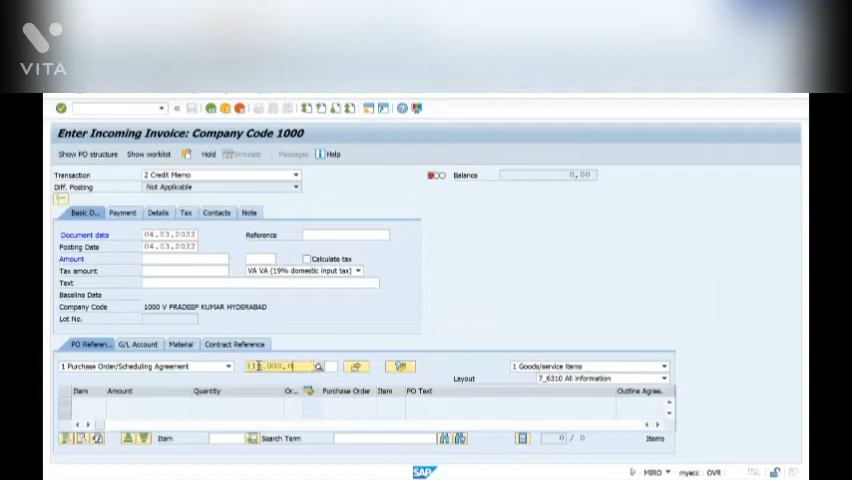 VITA
Enter Incoming Invoice: Company Code 1000
Show PO structure Show worklist Hold Simulate Messages Help
Transaction 2 Credit Memo Balance 0,00
Diff. Posting Not Applicable
Basic D... Payment Details Tax Contacts Note
Document date 04.03.2022 Reference
Posting Date 04.03.2022
Amount Calculate tax
Tax amount VA VA (19% domestic input tax)
Text
Baseline Date
Company Code 1000 V PRADEEP KUMAR HYDERABAD
Lot No.
PO Referen... G/L Account Material Contract Reference
1 Purchase Order/Scheduling Agreement 1 Goods/service items
Layout 7_6310 All information
Item Amount Quantity Or... Purchase Order Item PO Text Outline Agree...
Item Search Term 0 / 0 Items
SAP MIRO myecc OVR